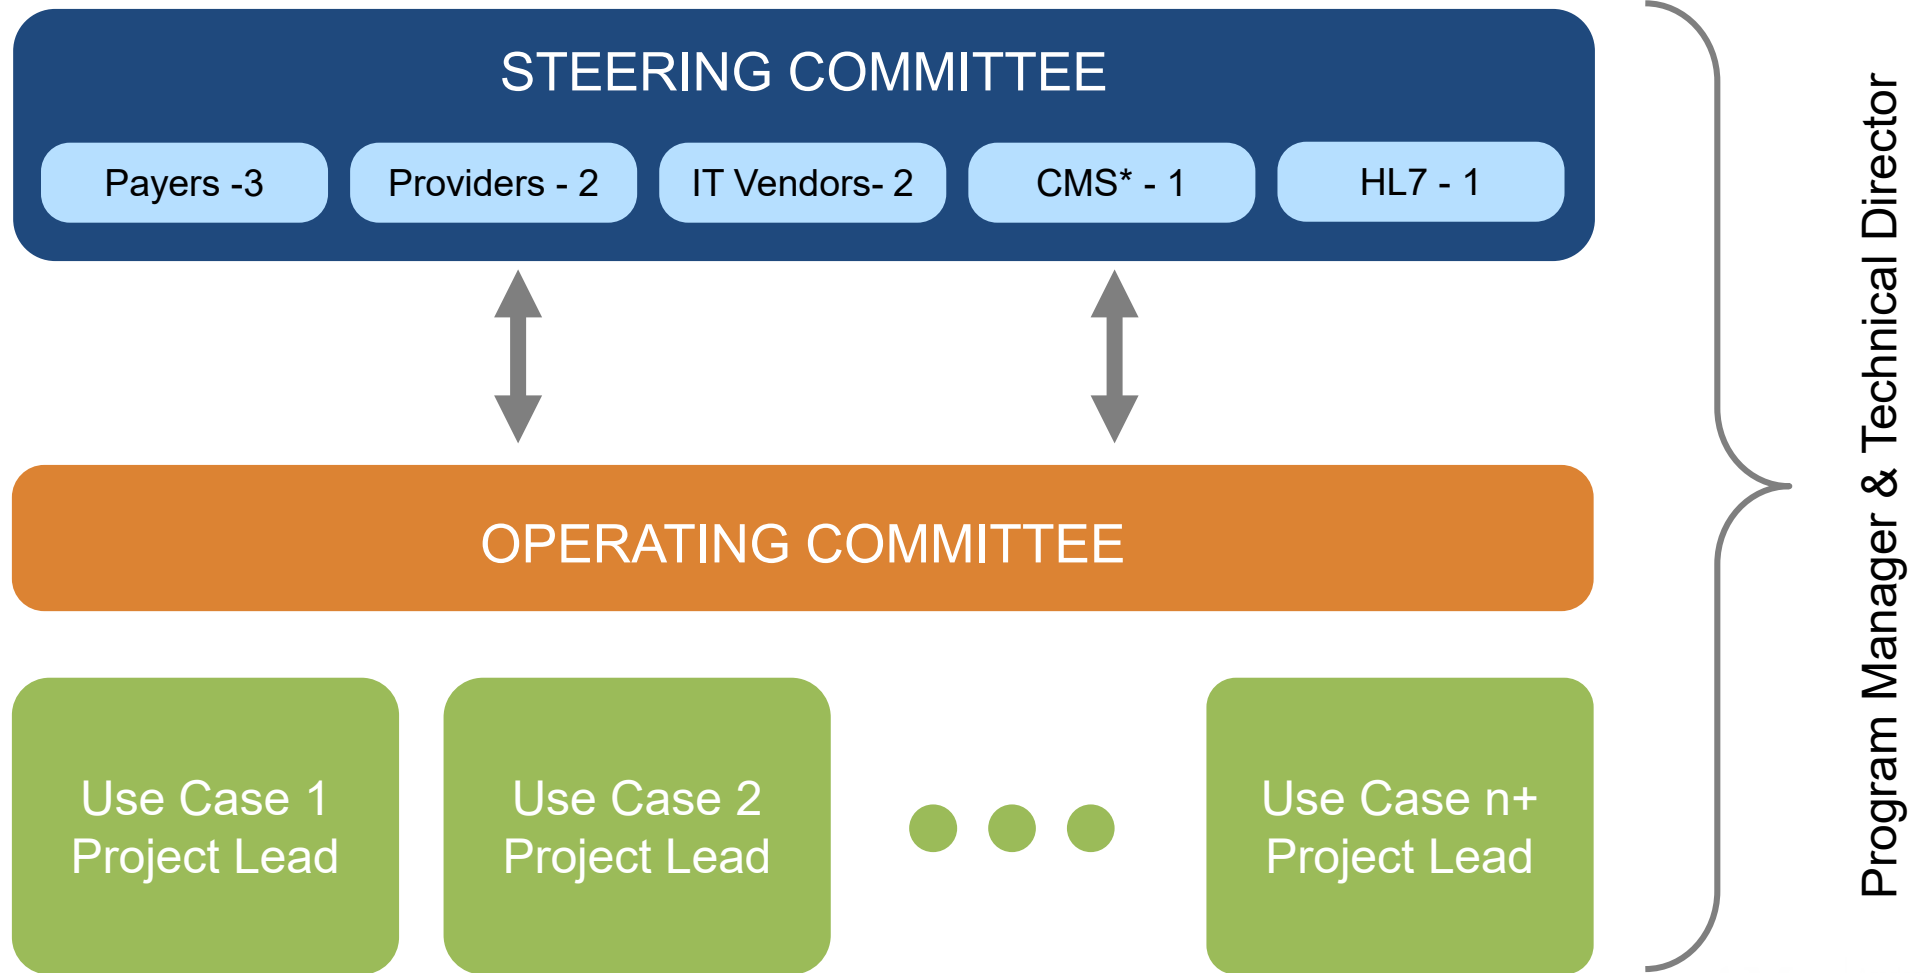 STEERING COMMITTEE
Payers -3
Providers - 2
IT Vendors- 2
CMS* - 1
HL7 - 1
OPERATING COMMITTEE
Use Case 1
Project Lead
Use Case 2
Project Lead
Use Case n+
Project Lead
Program Manager & Technical Director